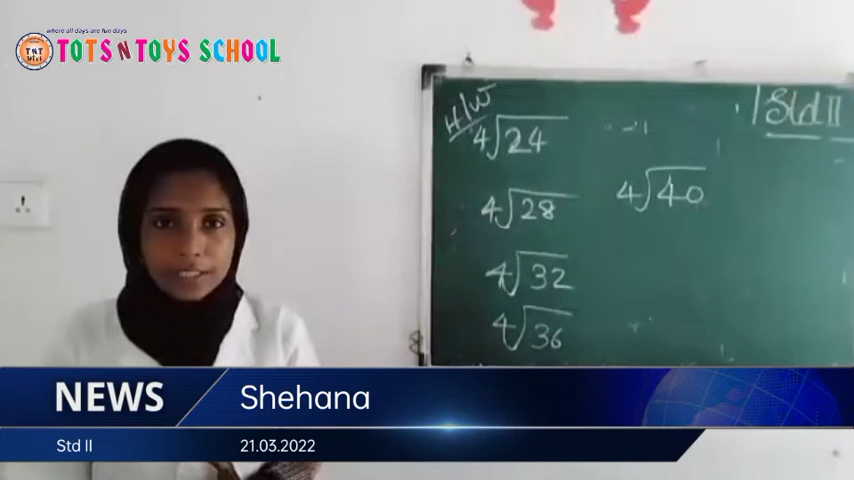 where all days are fun days
TNT
TOTS N TOYS SCHOOL
H/W
Std II
4√24
4√28
4√40
4√32
4√36
NEWS
Shehana
Std II
21.03.2022